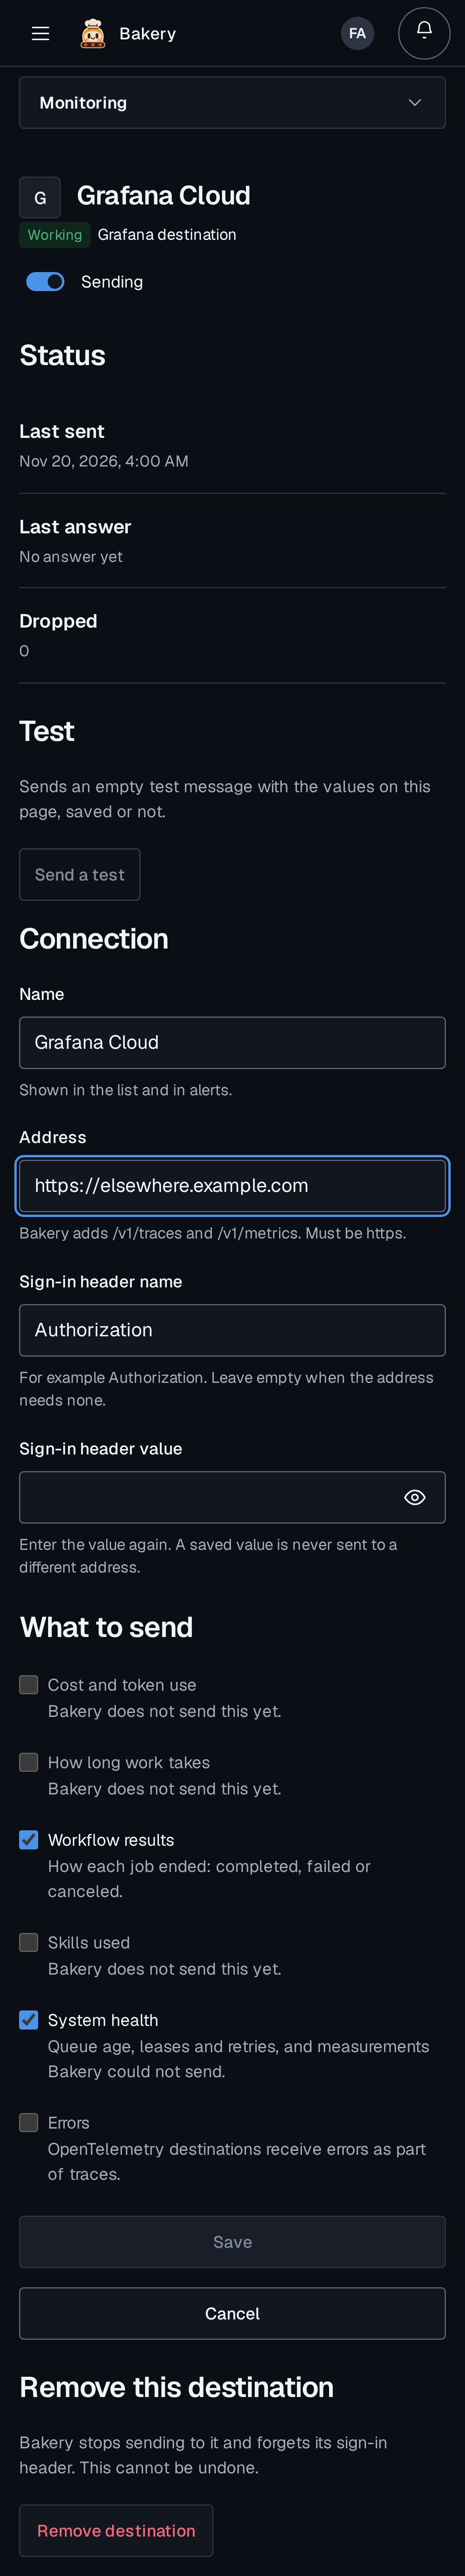 Bakery
FA
Monitoring
G
Grafana Cloud
Working
Grafana destination
Sending
Status
Last sent
Nov 20, 2026, 4:00 AM
Last answer
No answer yet
Dropped
0
Test
Sends an empty test message with the values on this
page, saved or not.
Send a test
Connection
Name
Grafana Cloud
Shown in the list and in alerts.
Address
https://elsewhere.example.com
Bakery adds /v1/traces and /v1/metrics. Must be https.
Sign-in header name
Authorization
For example Authorization. Leave empty when the address
needs none.
Sign-in header value
Enter the value again. A saved value is never sent to a
different address.
What to send
Cost and token use
Bakery does not send this yet.
How long work takes
Bakery does not send this yet.
Workflow results
How each job ended: completed, failed or
canceled.
Skills used
Bakery does not send this yet.
System health
Queue age, leases and retries, and measurements
Bakery could not send.
Errors
OpenTelemetry destinations receive errors as part
of traces.
Save
Cancel
Remove this destination
Bakery stops sending to it and forgets its sign-in
header. This cannot be undone.
Remove destination